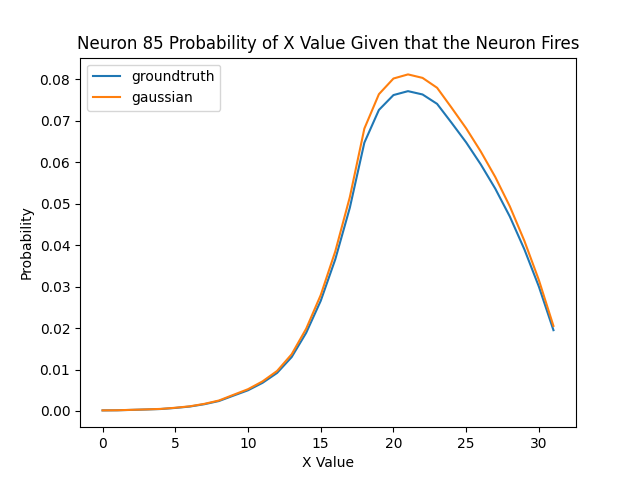 Neuron 85 Probability of X Value Given that the Neuron Fires
groundtruth
gaussian
0.08
0.07
0.06
0.05
0.04
0.03
0.02
0.01
0.00
Probability
0 5 10 15 20 25 30
X Value